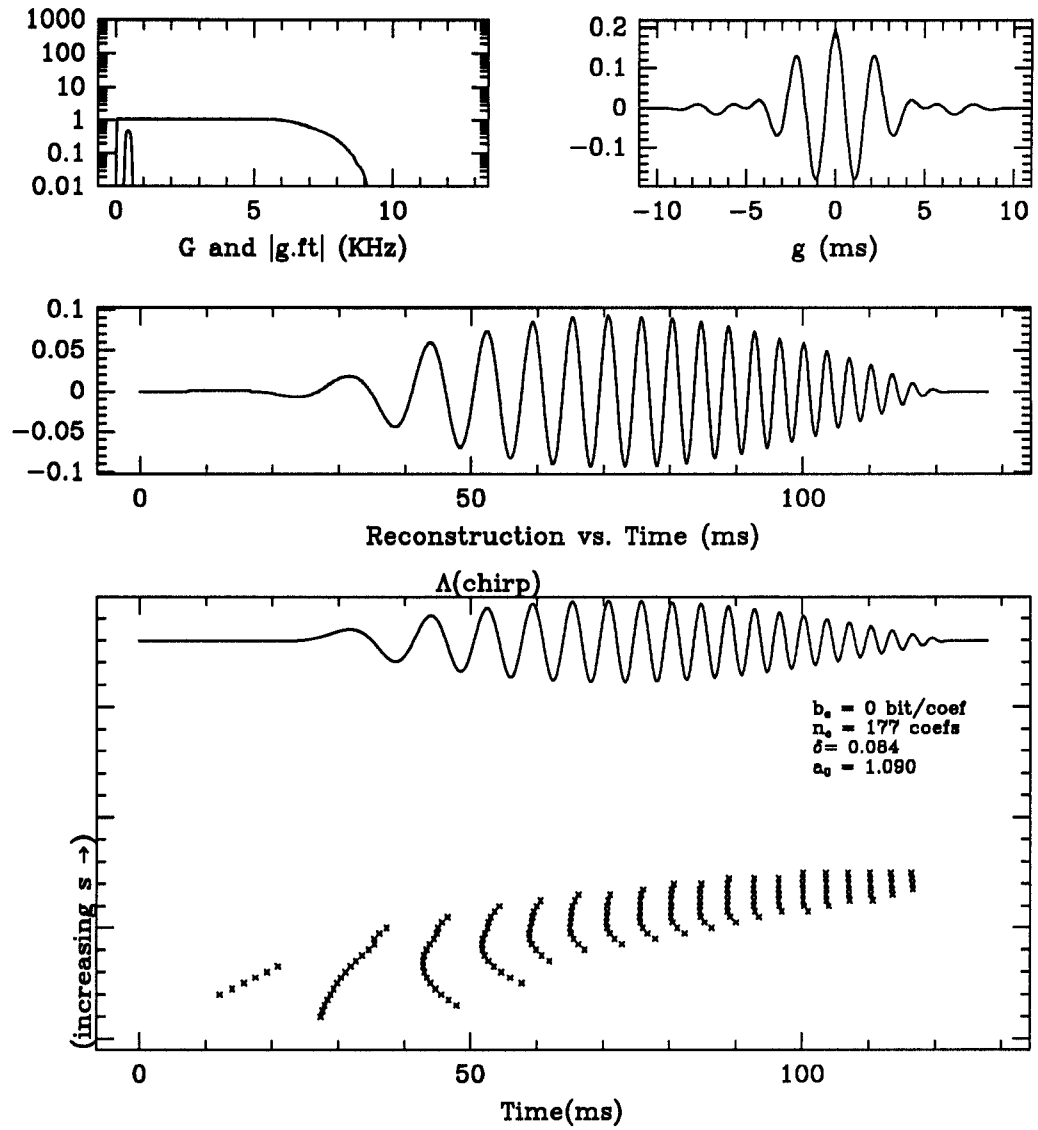 1000
100
10
1
0.1
0.01
0 5 10
G and |g.ft| (KHz)
0.2
0.1
0
−0.1
−10 −5 0 5 10
g (ms)
0.1
0.05
0
−0.05
−0.1
0 50 100
Reconstruction vs. Time (ms)
Λ(chirp)
b_c = 0 bit/coef
n_c = 177 coefs
δ= 0.084
a_0 = 1.090
(increasing s →)
0 50 100
Time(ms)